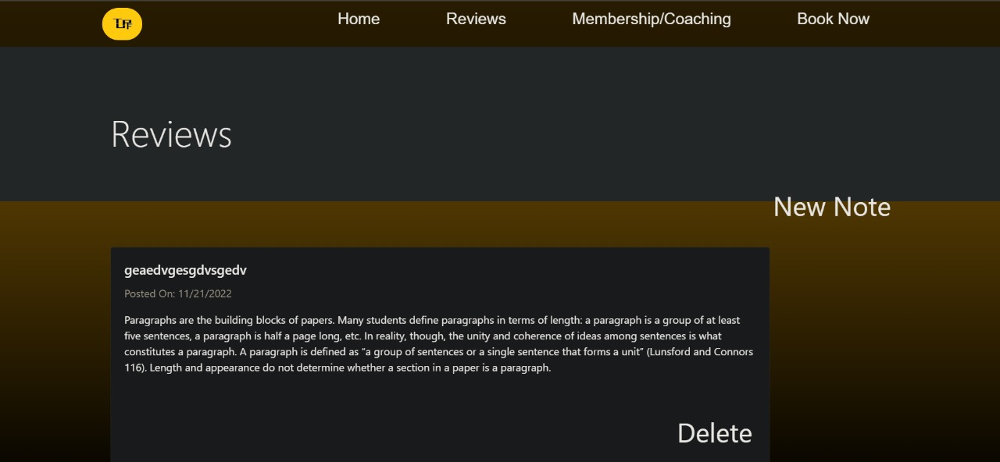 Home Reviews Membership/Coaching Book Now
Reviews
New Note
geaedvgesgdvsgedv
Posted On: 11/21/2022
Paragraphs are the building blocks of papers. Many students define paragraphs in terms of length: a paragraph is a group of at least
five sentences, a paragraph is half a page long, etc. In reality, though, the unity and coherence of ideas among sentences is what
constitutes a paragraph. A paragraph is defined as “a group of sentences or a single sentence that forms a unit” (Lunsford and Connors
116). Length and appearance do not determine whether a section in a paper is a paragraph.
Delete